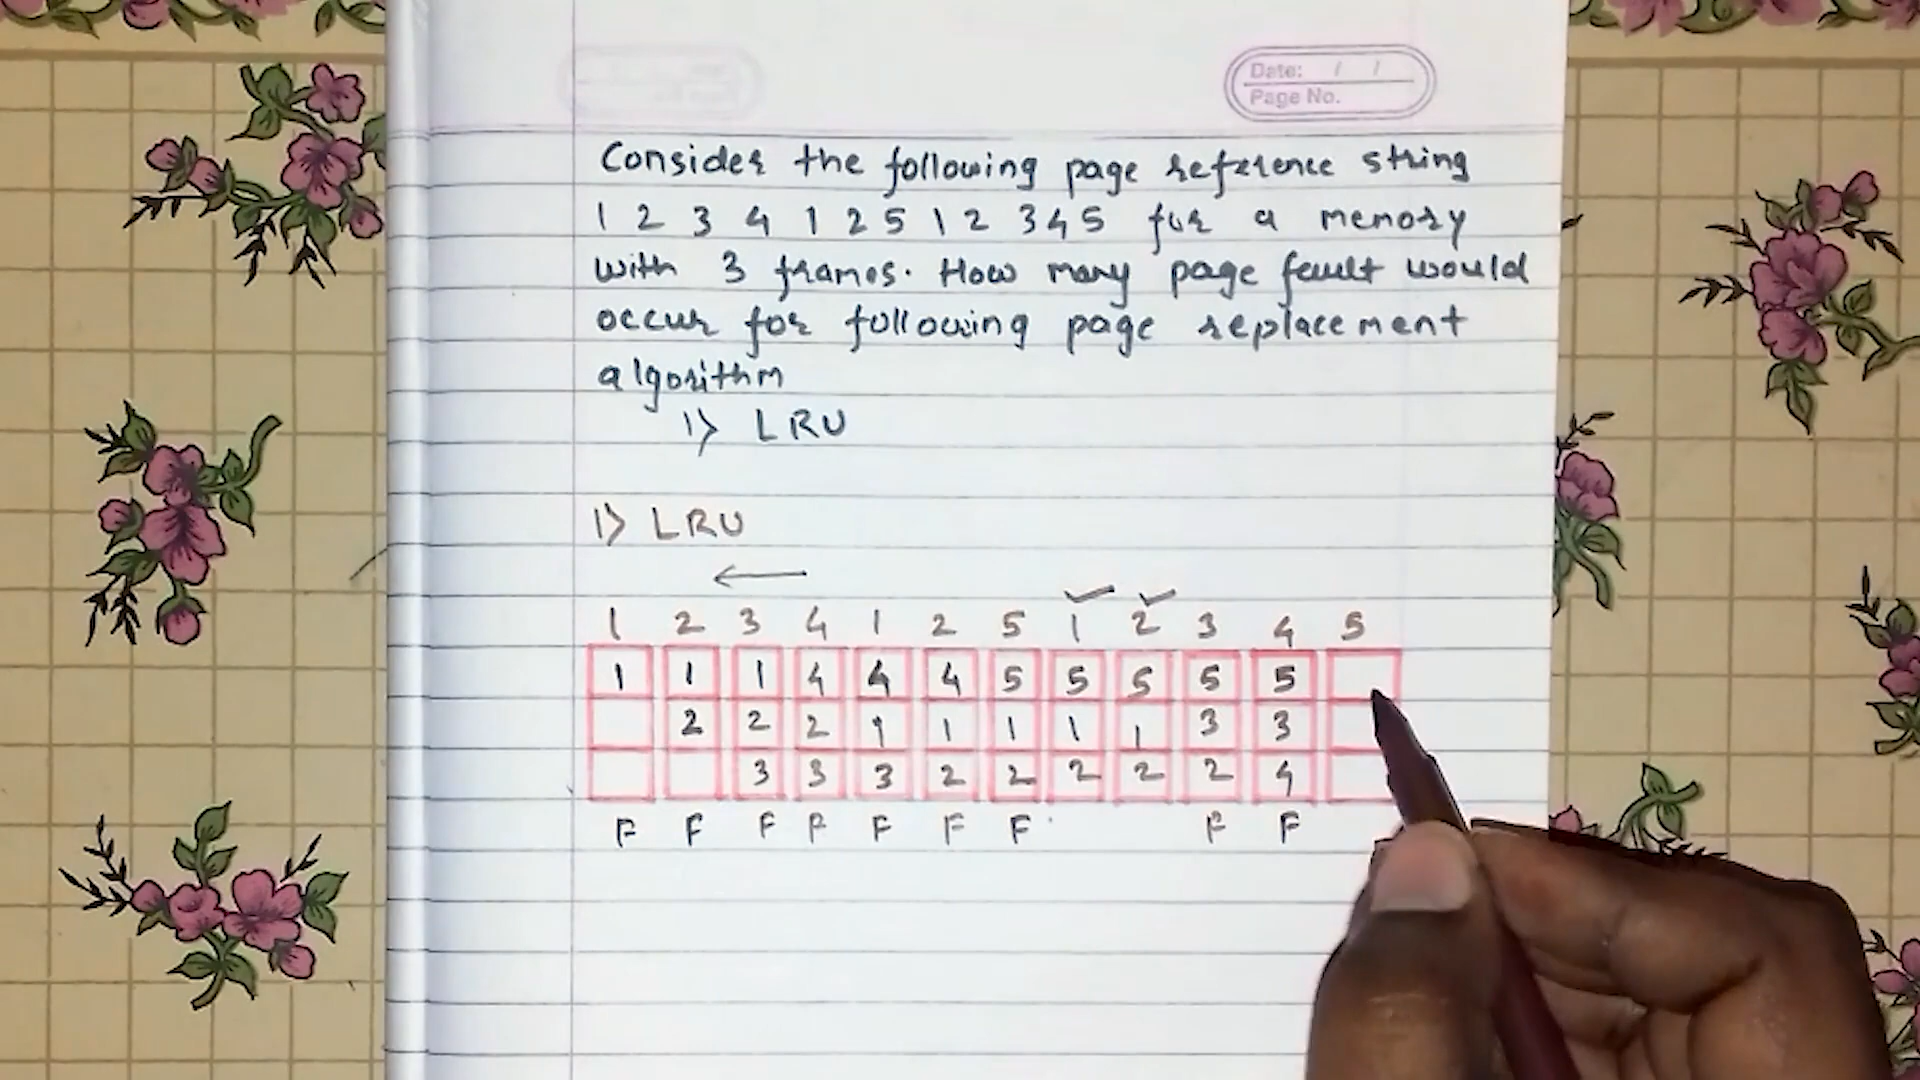 Date: / /
Page No.
Consider the following page reference string
1 2 3 4 1 2 5 1 2 3 4 5 for a memory
with 3 frames. How many page fault would
occur for following page replacement
algorithm
1) LRU
1) LRU
1 2 3 4 1 2 5 1 2 3 4 5
1 1 1 4 4 4 5 5 5 5 5
2 2 2 1 1 1 1 1 3 3
3 3 3 2 2 2 2 2 4
F F F F F F F F F